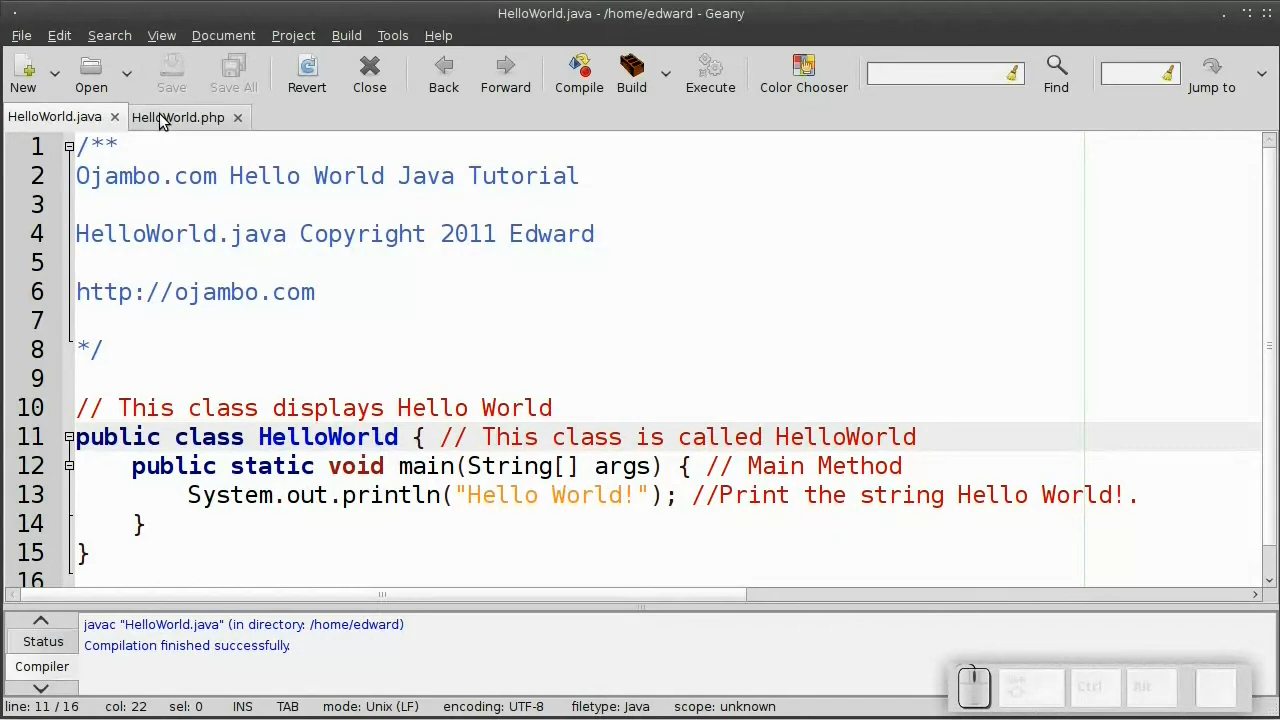 HelloWorld.java - /home/edward - Geany
File Edit Search View Document Project Build Tools Help
New Open Save Save All Revert Close Back Forward Compile Build Execute Color Chooser Find Jump to
HelloWorld.java HelloWorld.php
1 /**
2 Ojambo.com Hello World Java Tutorial
3
4 HelloWorld.java Copyright 2011 Edward
5
6 http://ojambo.com
7
8 */
9
10 // This class displays Hello World
11 public class HelloWorld { // This class is called HelloWorld
12 public static void main(String[] args) { // Main Method
13 System.out.println("Hello World!"); //Print the string Hello World!.
14 }
15 }
16
Status
Compiler
javac "HelloWorld.java" (in directory: /home/edward)
Compilation finished successfully.
Ctrl Alt
line: 11 / 16 col: 22 sel: 0 INS TAB mode: Unix (LF) encoding: UTF-8 filetype: Java scope: unknown